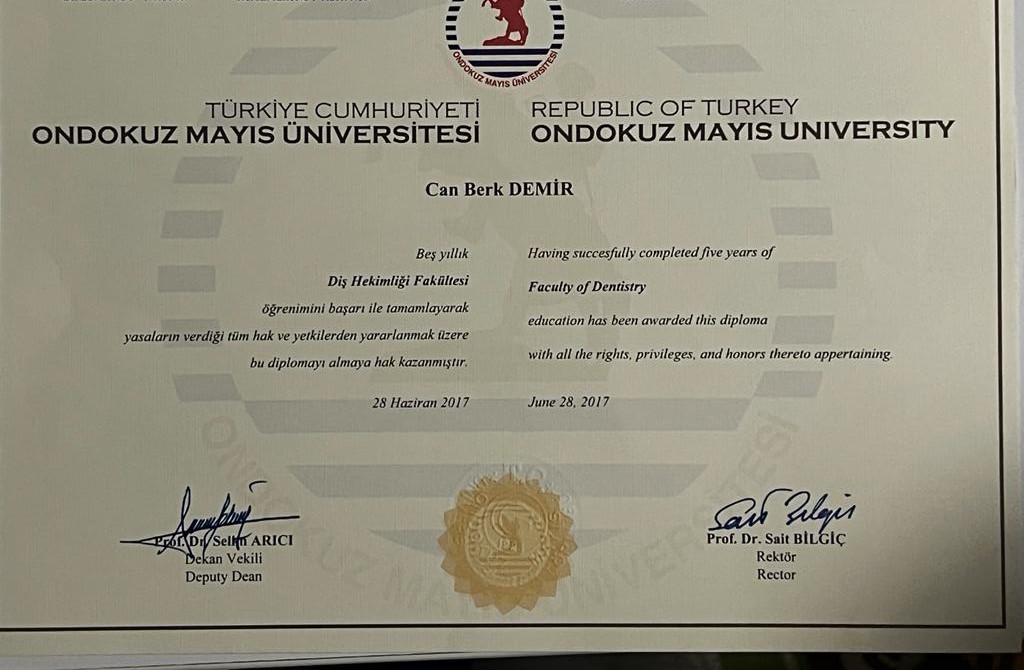 ONDOKUZ MAYIS ÜNİVERSİTESİ
TÜRKİYE CUMHURİYETİ
ONDOKUZ MAYIS ÜNİVERSİTESİ
REPUBLIC OF TURKEY
ONDOKUZ MAYIS UNIVERSITY
Can Berk DEMİR
Beş yıllık
Diş Hekimliği Fakültesi
öğrenimini başarı ile tamamlayarak
yasaların verdiği tüm hak ve yetkilerden yararlanmak üzere
bu diplomayı almaya hak kazanmıştır.
28 Haziran 2017
Having succesfully completed five years of
Faculty of Dentistry
education has been awarded this diploma
with all the rights, privileges, and honors thereto appertaining.
June 28, 2017
Prof. Dr. Selim ARICI
Dekan Vekili
Deputy Dean
Sait Bilgiç
Prof. Dr. Sait BİLGİÇ
Rektör
Rector